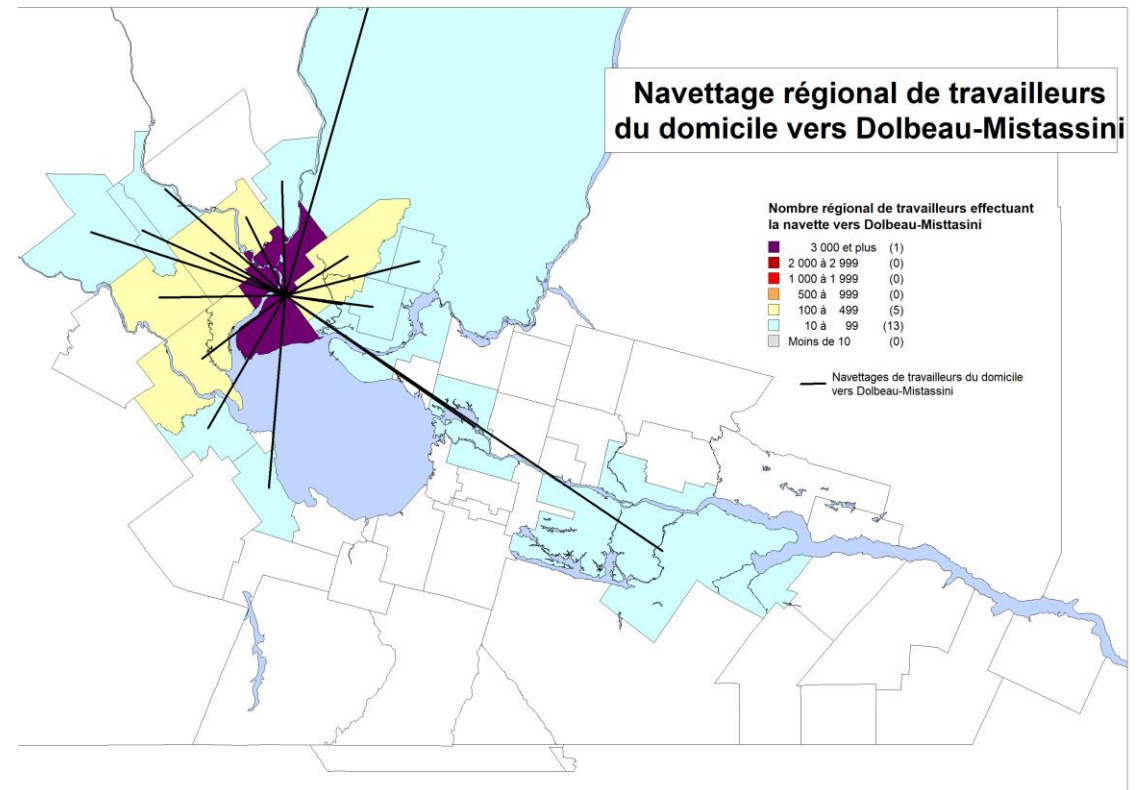 Navettage régional de travailleurs
du domicile vers Dolbeau-Mistassini
Nombre régional de travailleurs effectuant
la navette vers Dolbeau-Misttasini
3 000 et plus (1)
2 000 à 2 999 (0)
1 000 à 1 999 (0)
500 à 999 (0)
100 à 499 (5)
10 à 99 (13)
Moins de 10 (0)
Navettages de travailleurs du domicile
vers Dolbeau-Mistassini